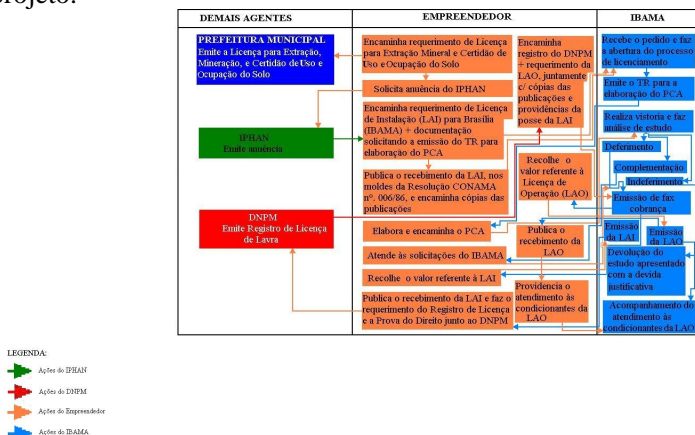 projeto.
DEMAIS AGENTES
EMPREENDEDOR
IBAMA
PREFEITURA MUNICIPAL
Emite a Licença para Extração,
Mineração, e Certidão de Uso e
Ocupação do Solo
IPHAN
Emite anuência
DNPM
Emite Registro de Licença
de Lavra
Encaminha requerimento de Licença
para Extração Mineral e Certidão de
Uso e Ocupação do Solo
Solicita anuência do IPHAN
Encaminha requerimento de Licença
de Instalação (LAI) para Brasília
(IBAMA) + documentação
solicitando a emissão do TR para
elaboração do PCA
Publica o recebimento da LAI, nos
moldes da Resolução CONAMA
nº. 006/86, e encaminha cópias das
publicações
Elabora e encaminha o PCA
Atende às solicitações do IBAMA
Recolhe o valor referente à LAI
Publica o recebimento da LAI e faz o
requerimento do Registro de Licença
e a Prova do Direito junto ao DNPM
Encaminha
registro do DNPM
+ requerimento da
LAO, juntamente
c/ cópias das
publicações e
providências da
posse da LAI
Recolhe o
valor referente à
Licença de
Operação (LAO)
Publica o
recebimento da
LAO
Providencia o
atendimento às
condicionantes da
LAO
Recebe o pedido e faz
a abertura do processo
de licenciamento
Emite o TR para a
elaboração do PCA
Realiza vistoria e faz
análise de estudo
Deferimento
Complementação
Indeferimento
Emissão de fax
cobrança
Emissão
da LAI
Emissão
da LAO
Devolução do
estudo apresentado
com a devida
justificativa
Acompanhamento do
atendimento às
condicionantes da LAO
LEGENDA:
Ações do IPHAN
Ações do DNPM
Ações do Empreendedor
Ações do IBAMA